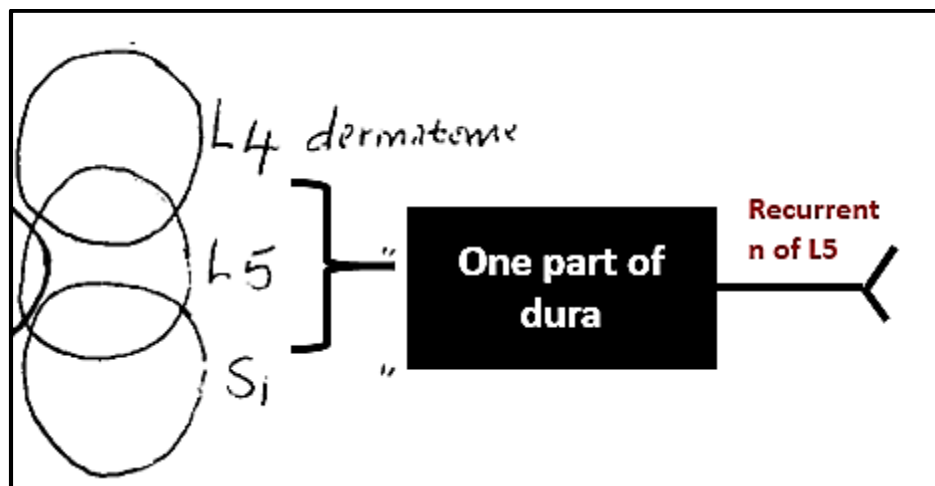 L4 dermatome
L5 "
S1 "
One part of
dura
Recurrent
n of L5